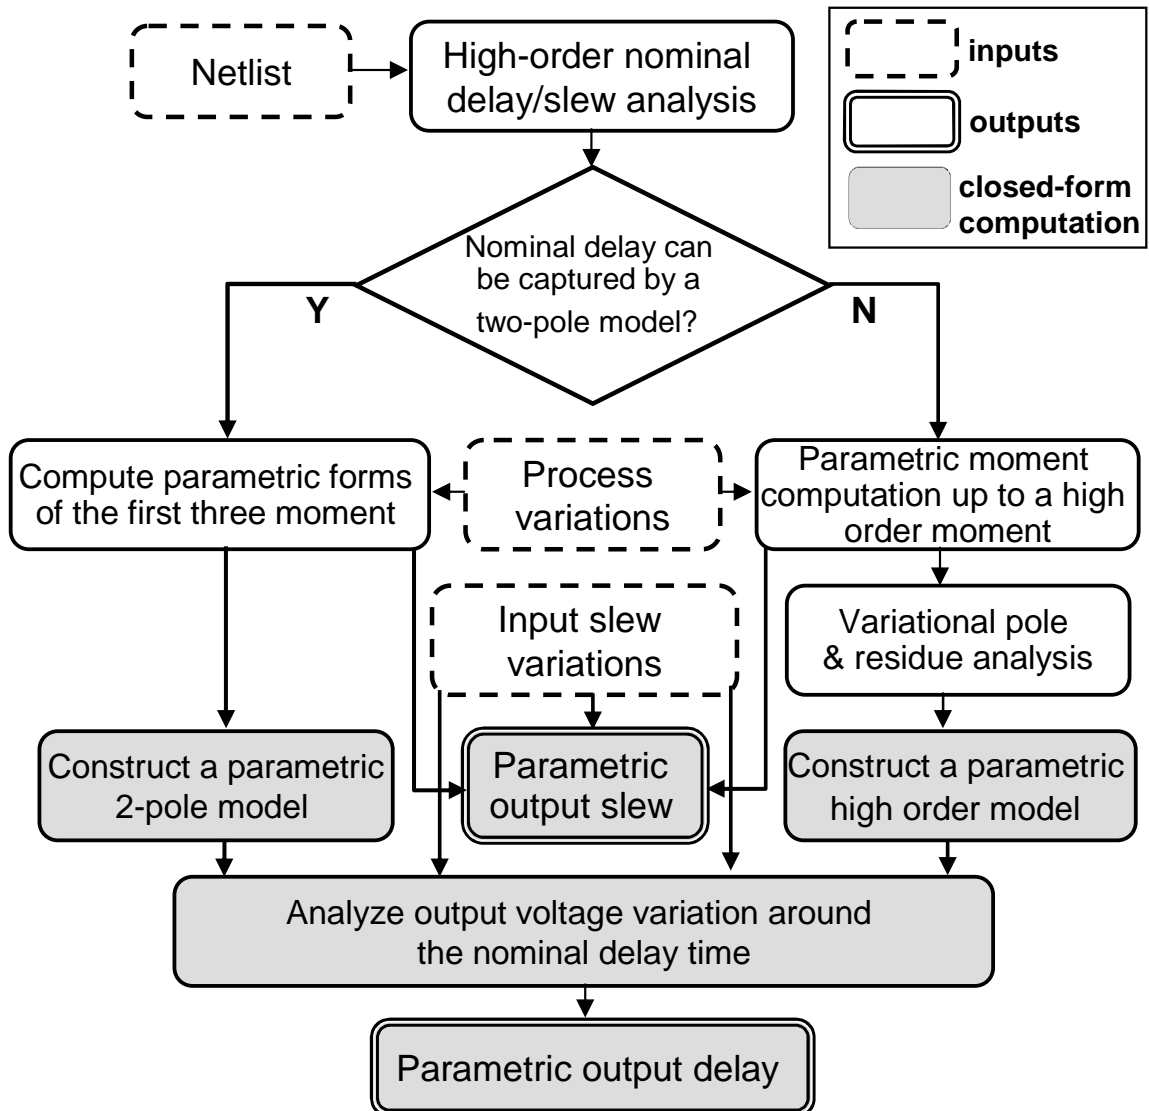 Netlist
High-order nominal
delay/slew analysis
inputs
outputs
closed-form
computation
Nominal delay can
be captured by a
two-pole model?
Y
N
Compute parametric forms
of the first three moment
Process
variations
Parametric moment
computation up to a high
order moment
Input slew
variations
Variational pole
& residue analysis
Construct a parametric
2-pole model
Parametric
output slew
Construct a parametric
high order model
Analyze output voltage variation around
the nominal delay time
Parametric output delay